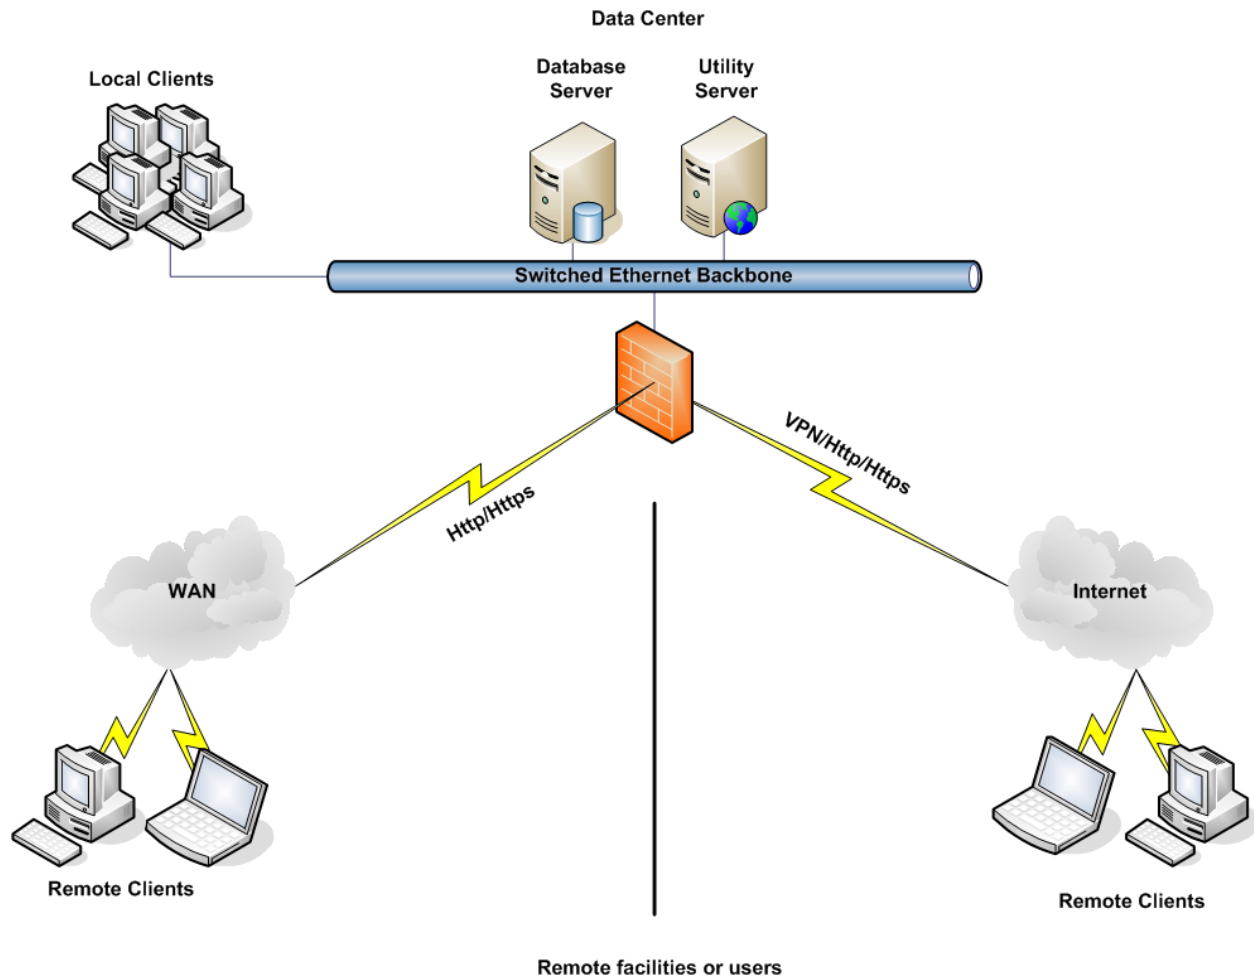 Data Center
Local Clients
Database
Server
Utility
Server
Switched Ethernet Backbone
Http/Https
VPN/Http/Https
WAN
Internet
Remote Clients
Remote Clients
Remote facilities or users